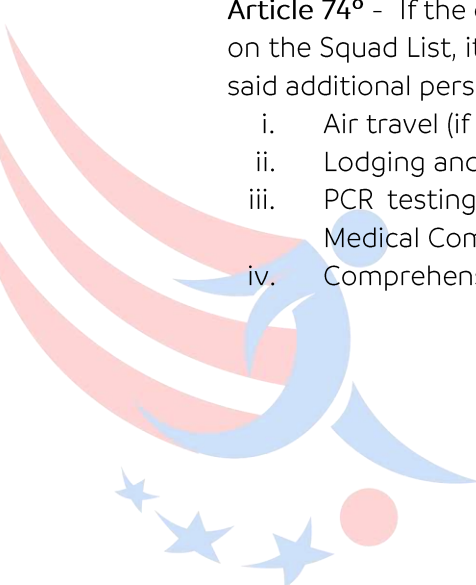 Article 74º - If the
on the Squad List,
said additional pers
i. Air travel (if
ii. Lodging and
iii. PCR testing
Medical Com
iv. Comprehens